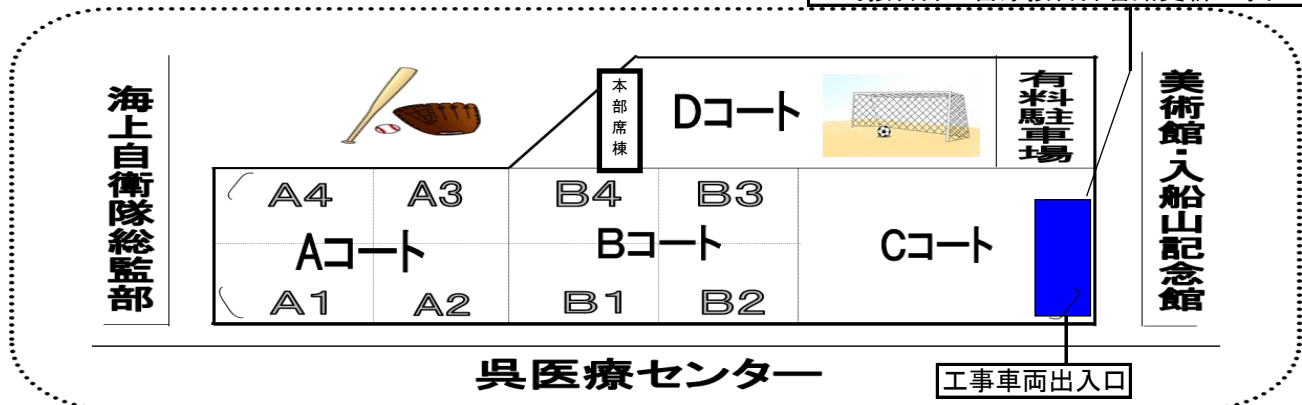 海上自衛隊総監部
本部席棟
Dコート
有料駐車場
美術館・入船山記念館
A4
A3
B4
B3
Aコート
Bコート
Cコート
A1
A2
B1
B2
呉医療センター
工事車両出入口